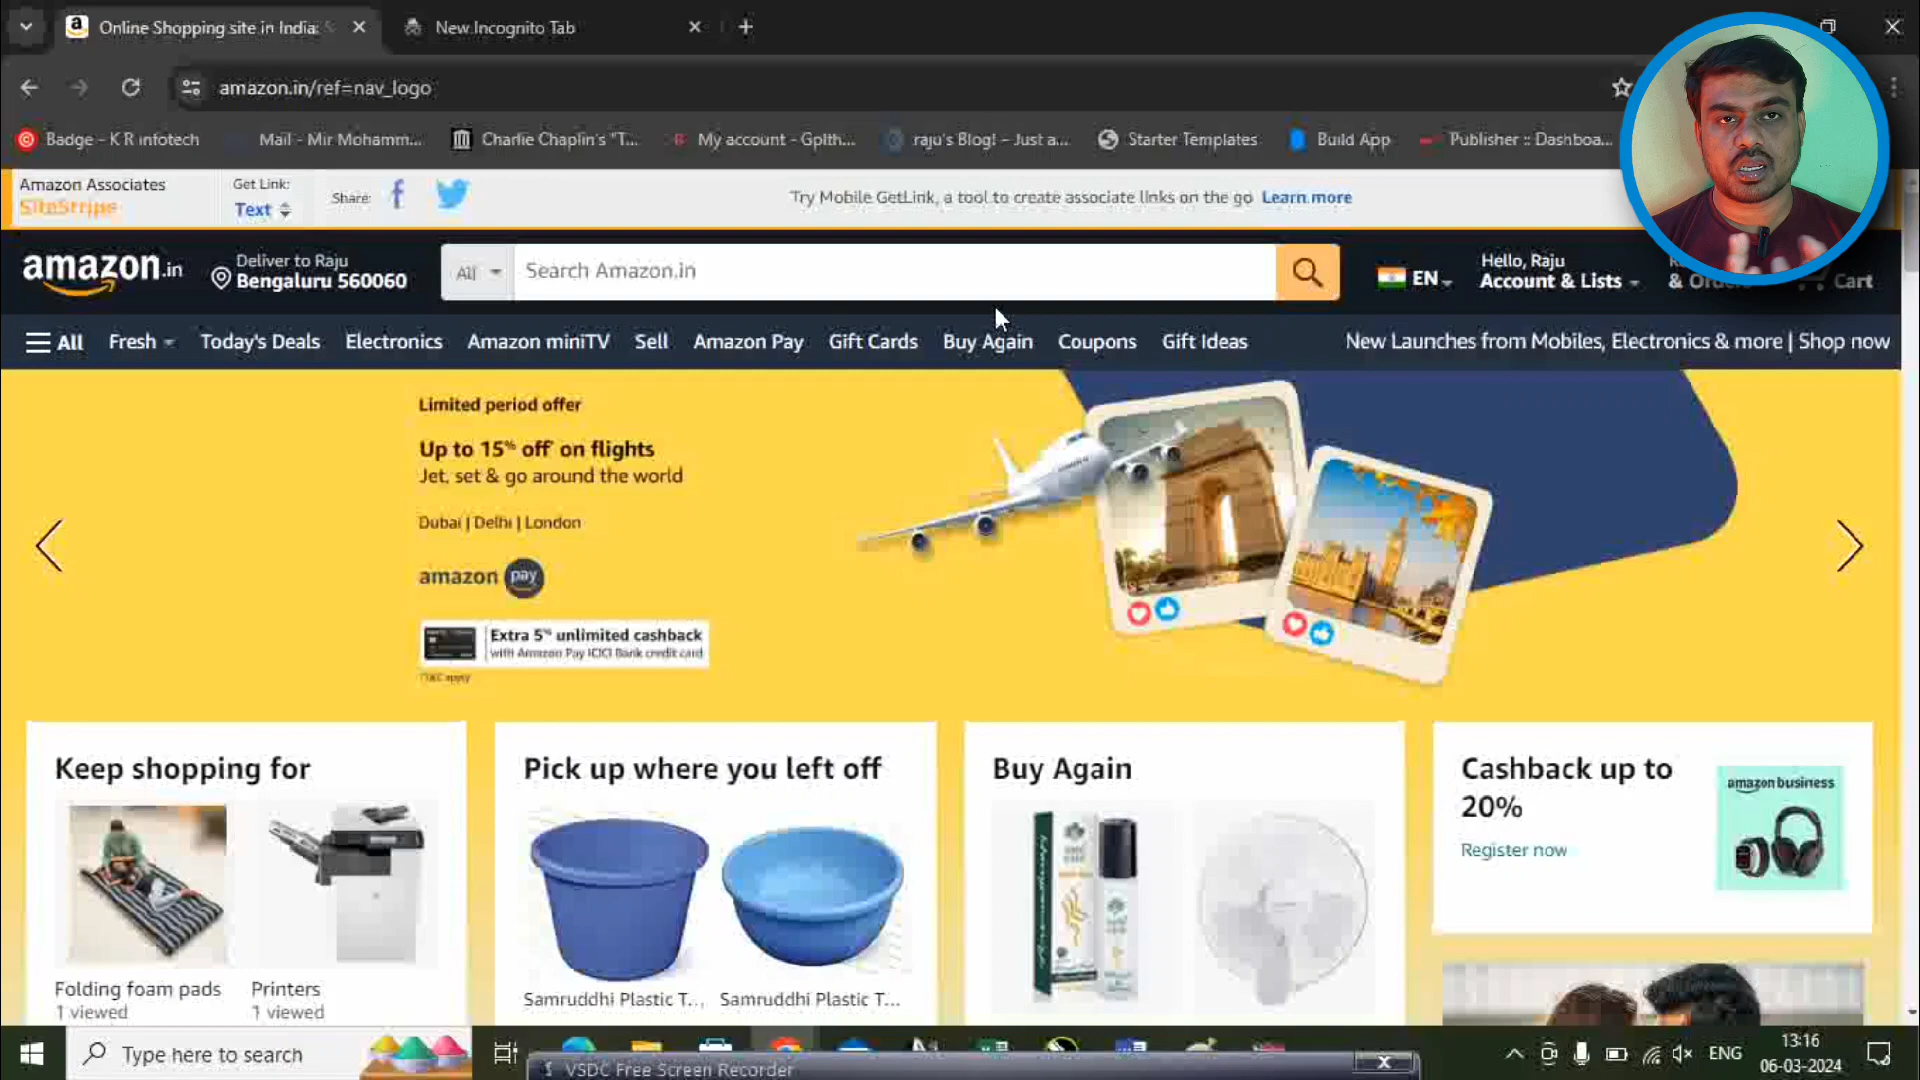 Online Shopping site in India:
New Incognito Tab
amazon.in/ref=nav_logo
Badge - K R infotech
Mail - Mir Mohamm...
Charlie Chaplin's "T...
My account - Gplth...
raju's Blog! – Just a...
Starter Templates
Build App
Publisher :: Dashboa...
Amazon Associates
SiteStripe
Get Link:
Text
Share:
Try Mobile GetLink, a tool to create associate links on the go Learn more
amazon.in
Deliver to Raju
Bengaluru 560060
All
Search Amazon.in
EN
Hello, Raju
Account & Lists
Cart
All
Fresh
Today's Deals
Electronics
Amazon miniTV
Sell
Amazon Pay
Gift Cards
Buy Again
Coupons
Gift Ideas
New Launches from Mobiles, Electronics & more | Shop now
Limited period offer
Up to 15% off* on flights
Jet, set & go around the world
Dubai | Delhi | London
amazon pay
Extra 5% unlimited cashback
with Amazon Pay ICICI Bank credit card
*T&C apply
Keep shopping for
Folding foam pads
1 viewed
Printers
1 viewed
Pick up where you left off
Samruddhi Plastic T...
Samruddhi Plastic T...
Buy Again
Cashback up to
20%
Register now
amazon business
Type here to search
VSDC Free Screen Recorder
ENG
13:16
06-03-2024